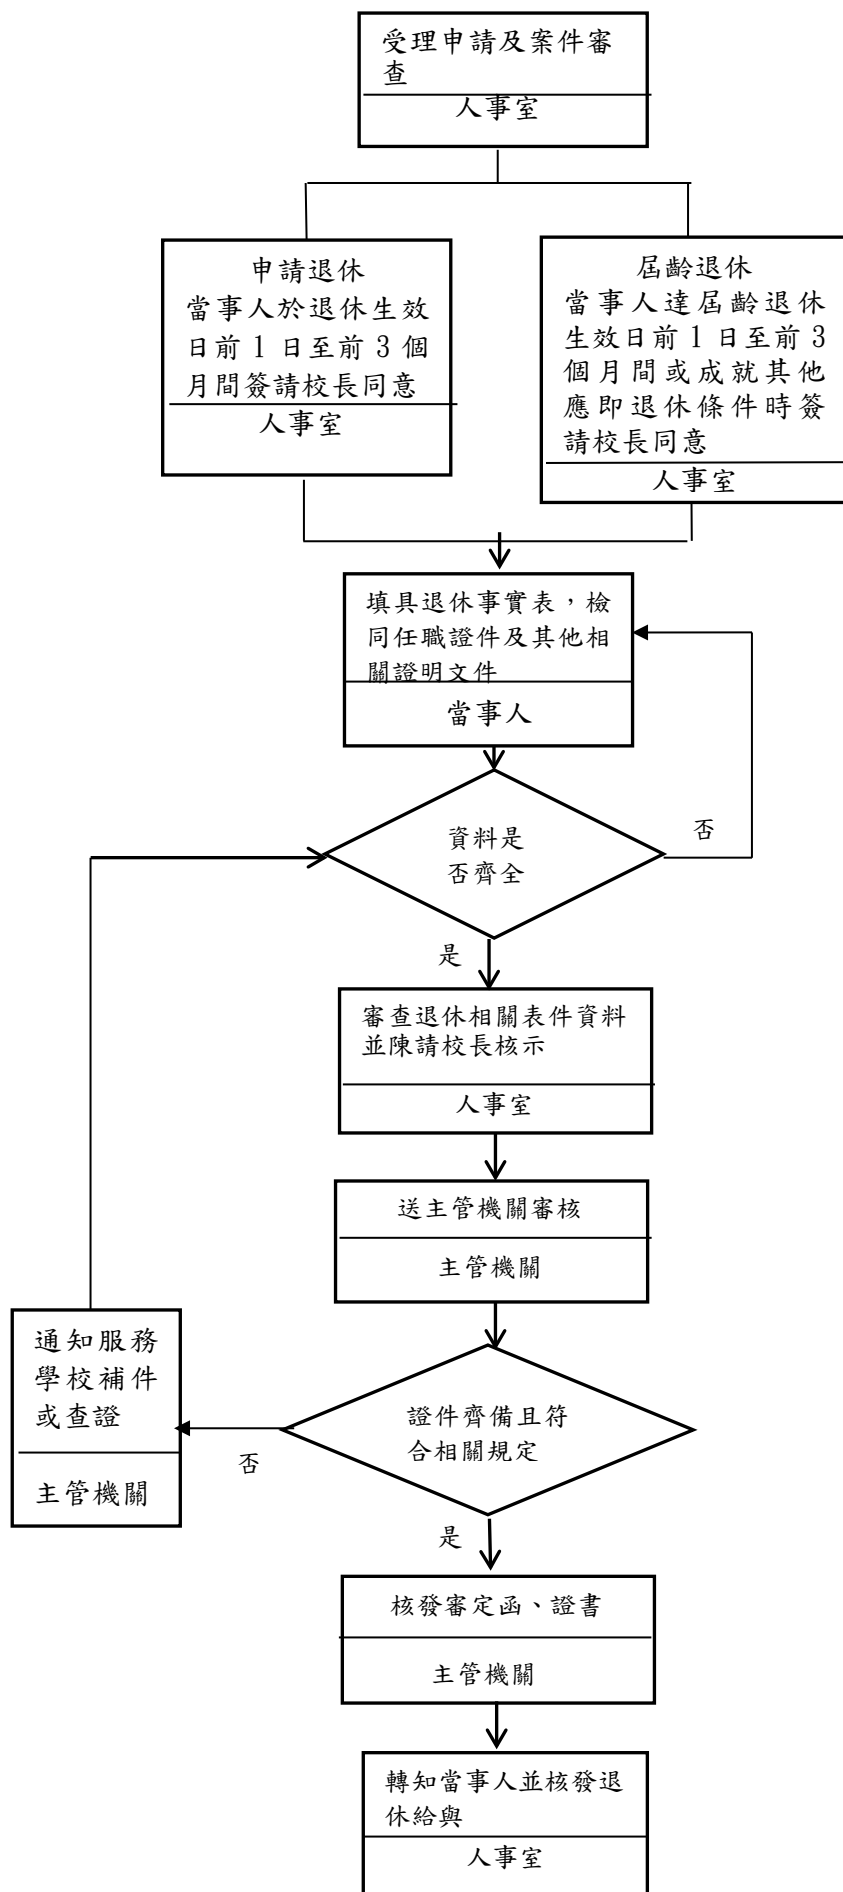 受理申請及案件審
查
人事室
申請退休
當事人於退休生效
日前 1 日至前 3 個
月間簽請校長同意
人事室
屆齡退休
當事人達屆齡退休
生效日前 1 日至前 3
個月間或成就其他
應即退休條件時簽
請校長同意
人事室
填具退休事實表，檢
同任職證件及其他相
關證明文件
當事人
資料是
否齊全
否
是
審查退休相關表件資料
並陳請校長核示
人事室
送主管機關審核
主管機關
通知服務
學校補件
或查證
主管機關
證件齊備且符
合相關規定
否
是
核發審定函、證書
主管機關
轉知當事人並核發退
休給與
人事室